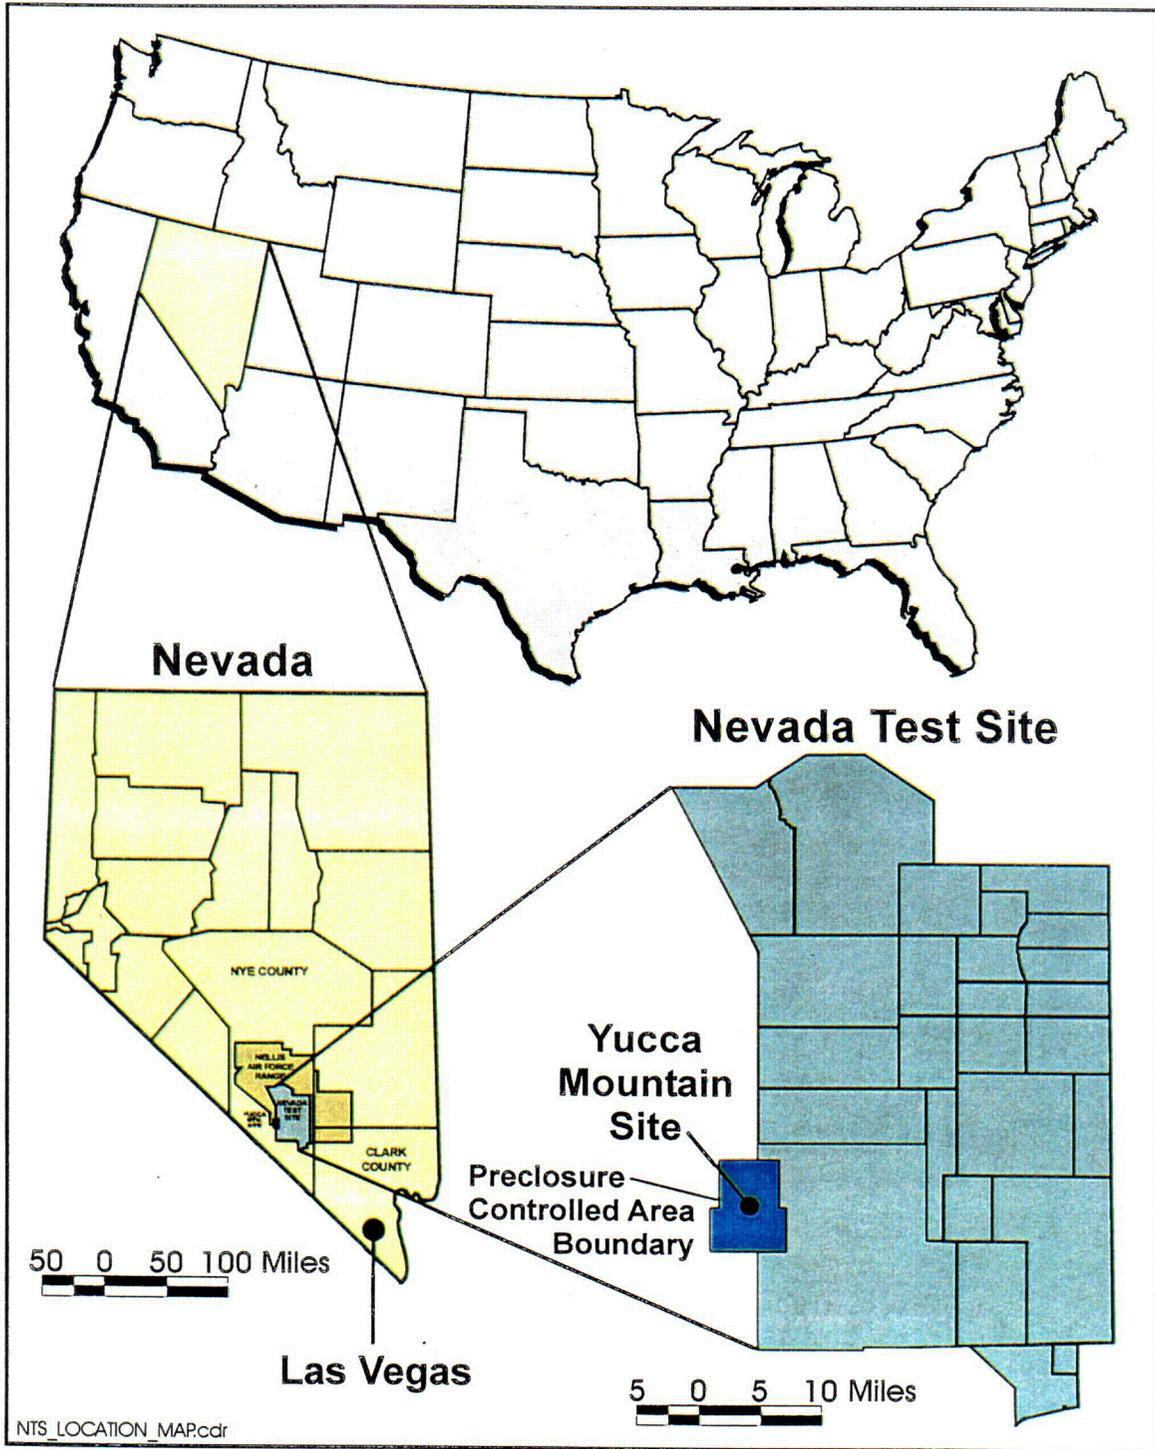 Nevada
Nevada Test Site
NYE COUNTY
NELLIS
AIR FORCE
RANGE
NEVADA
TEST
SITE
YUCCA
CLARK
COUNTY
Yucca
Mountain
Site
Preclosure
Controlled Area
Boundary
50 0 50 100 Miles
Las Vegas
5 0 5 10 Miles
NTS_LOCATION_MAP.cdr